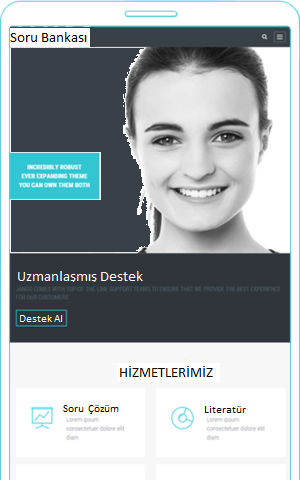 Soru Bankası
INCREDIBLY ROBUST
EVER EXPANDING THEME
YOU CAN OWN THEM BOTH
Uzmanlaşmış Destek
JANGO COMES WITH TOP OF THE LINE SUPPORT TEAMS TO ENSURE THAT WE PROVIDE THE BEST EXPERIENCE
FOR OUR CUSTOMERS
Destek Al
HİZMETLERİMİZ
Soru Çözüm
Lorem ipsum
consectetuer dolore elit
diam
Literatür
Lorem ipsum
consectetuer dolore elit
diam